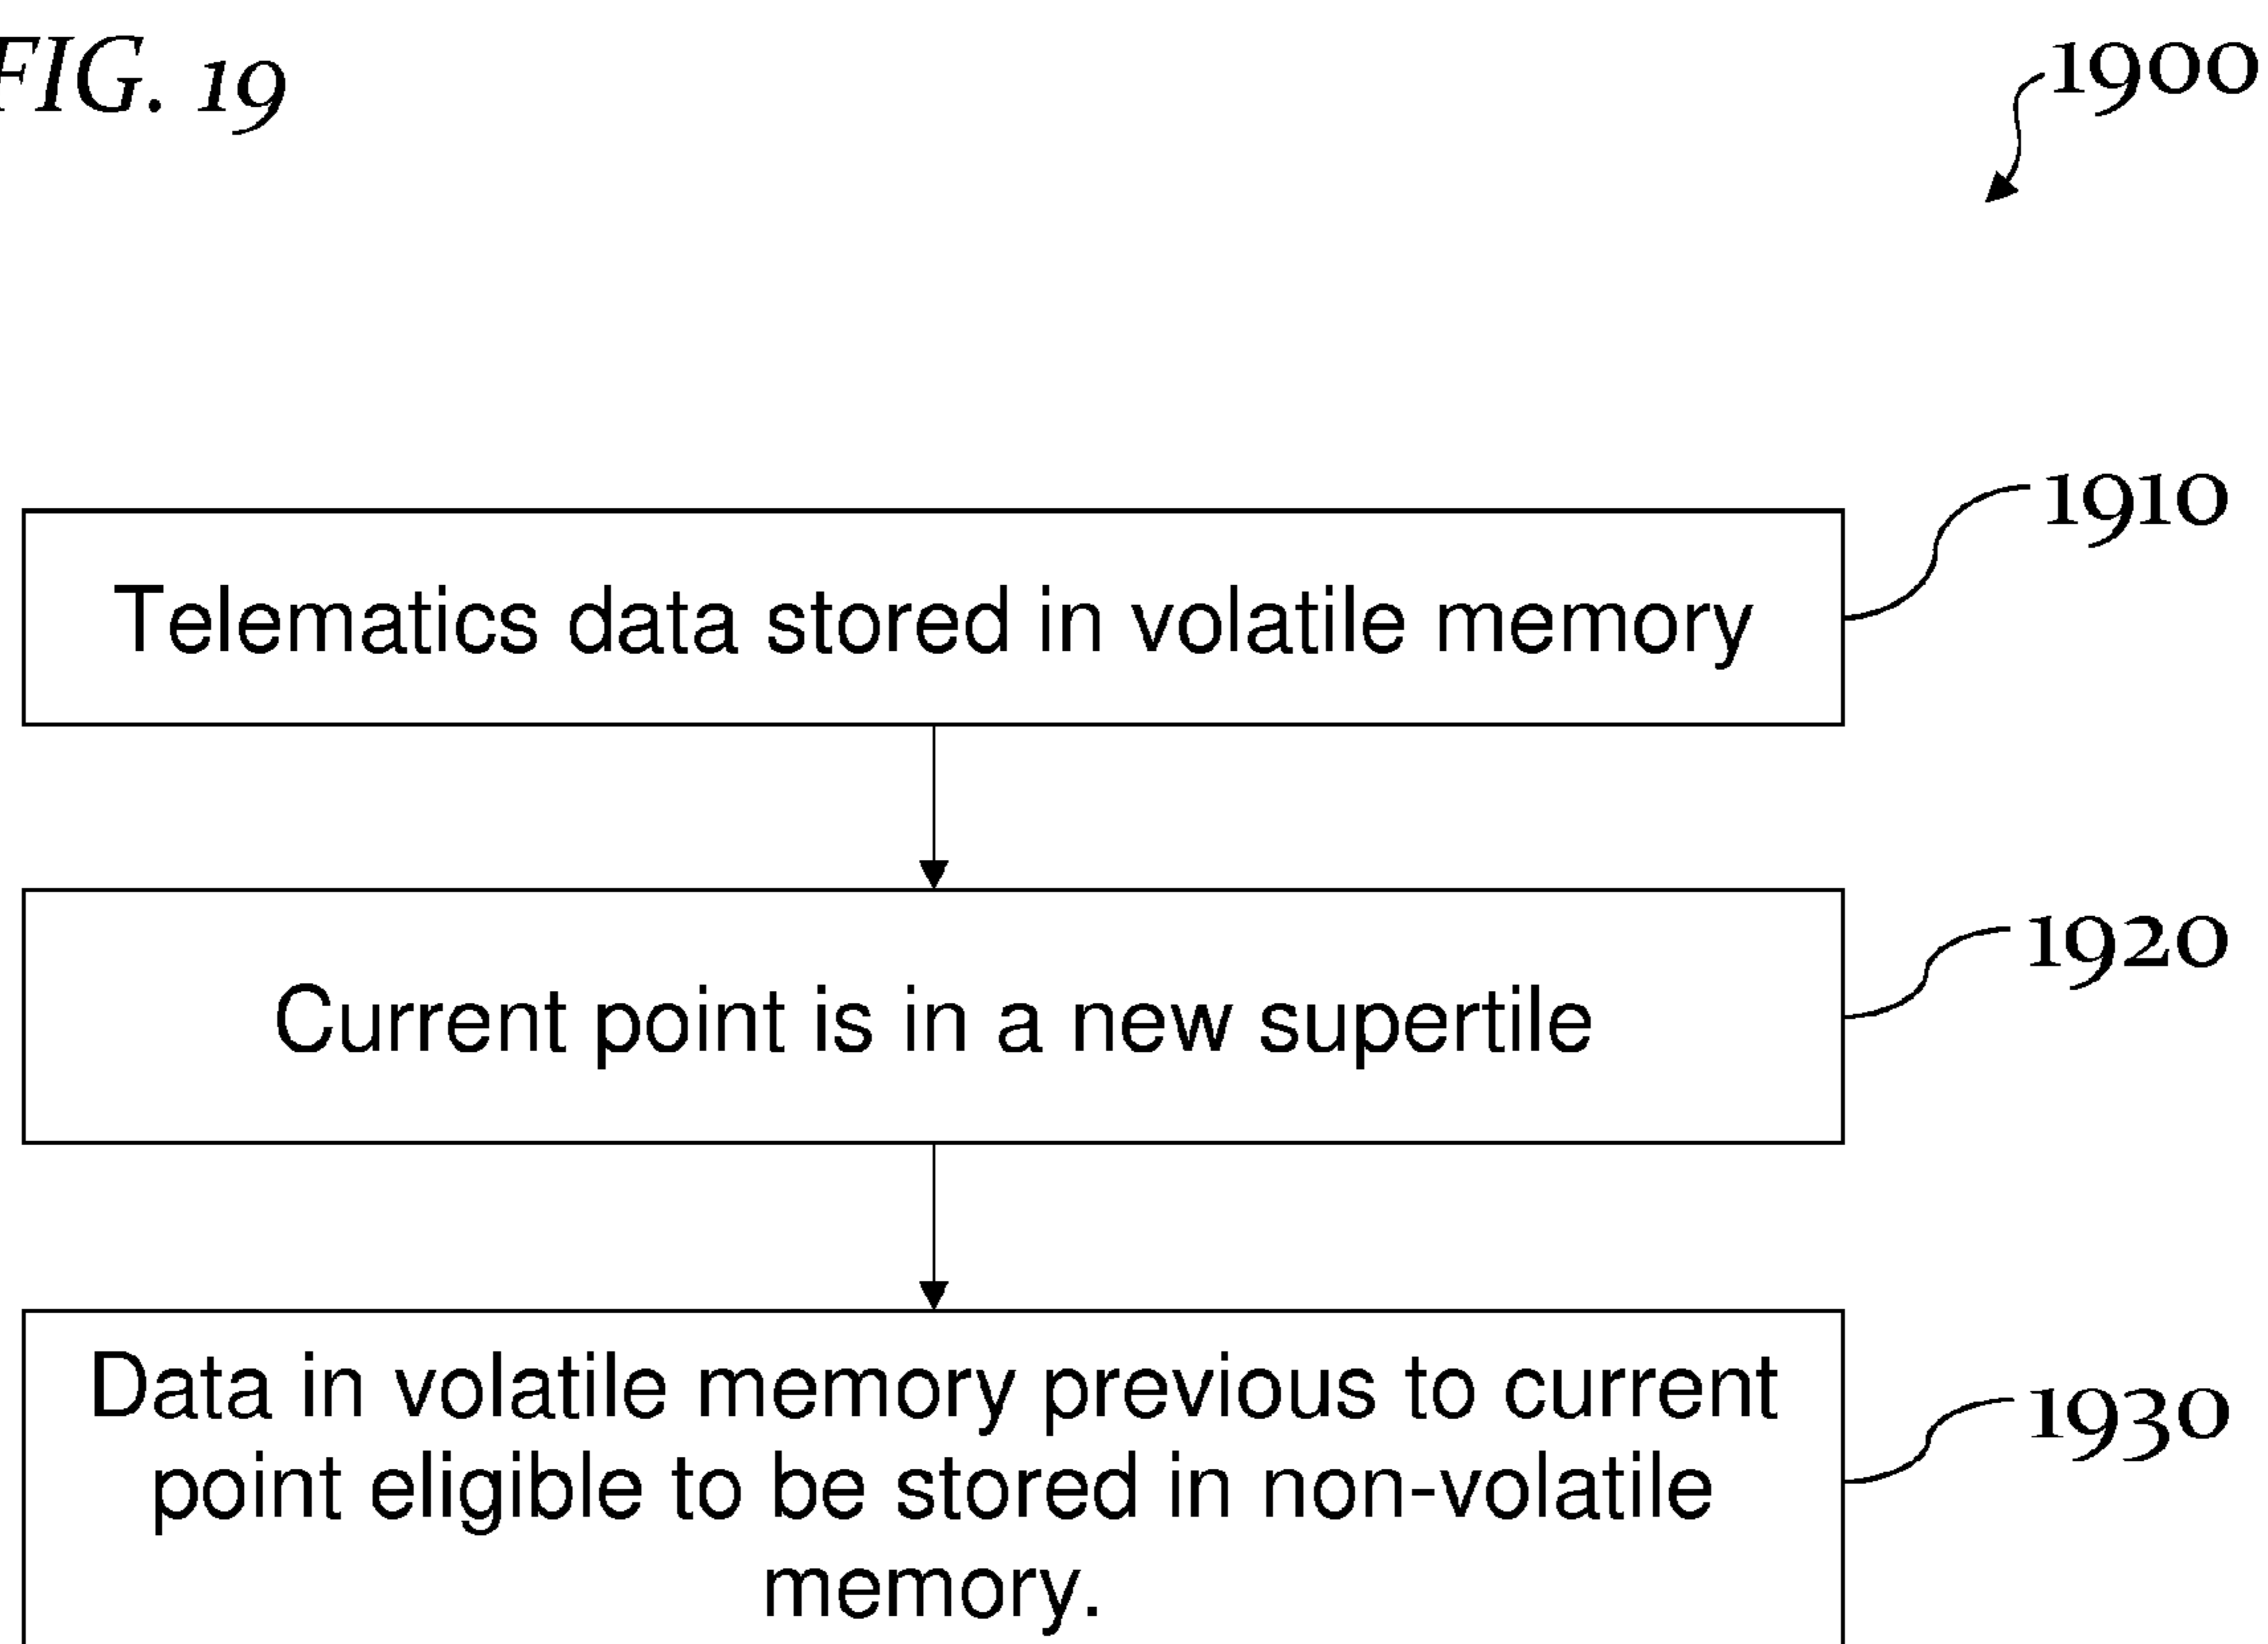 FIG. 19
1900
1910
Telematics data stored in volatile memory
1920
Current point is in a new supertile
1930
Data in volatile memory previous to current
point eligible to be stored in non-volatile
memory.